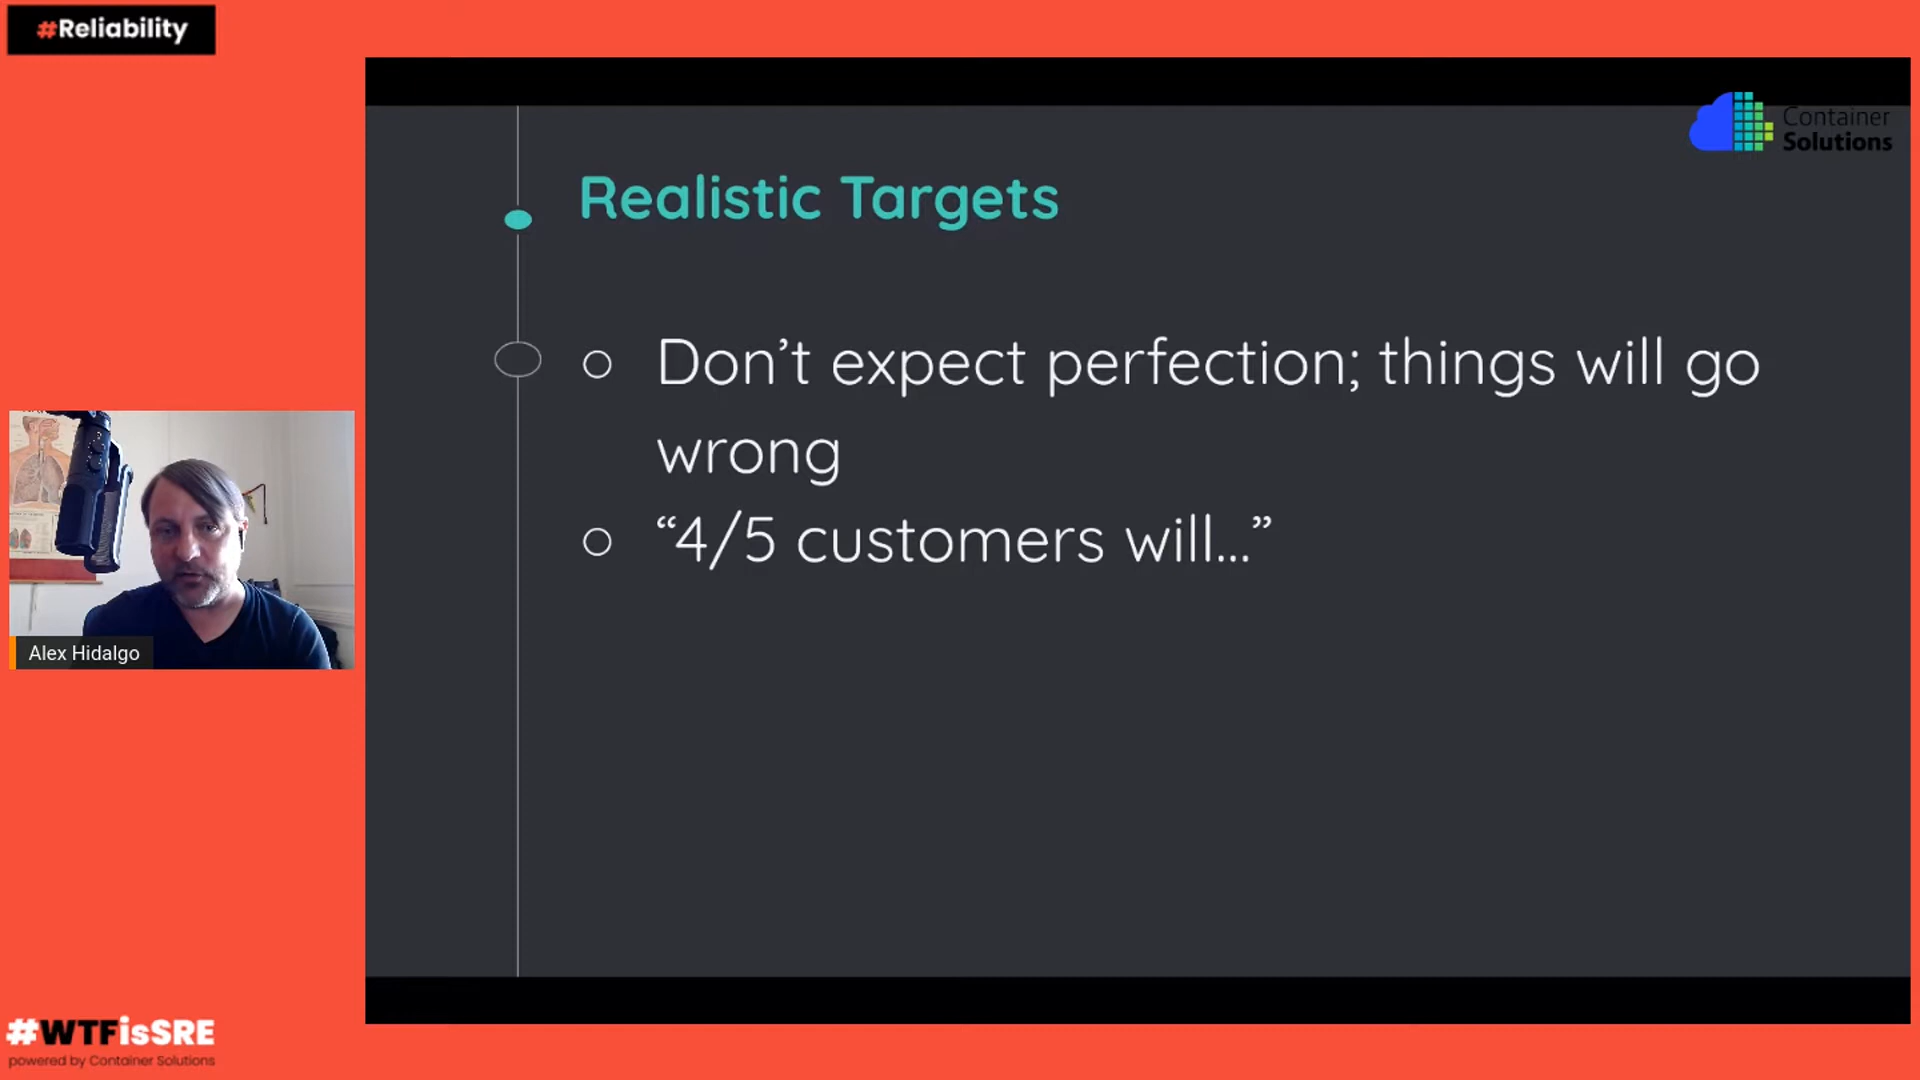 #Reliability
Container
Solutions
Realistic Targets
○ Don’t expect perfection; things will go
wrong
○ “4/5 customers will...”
Alex Hidalgo
#WTFisSRE
powered by Container Solutions